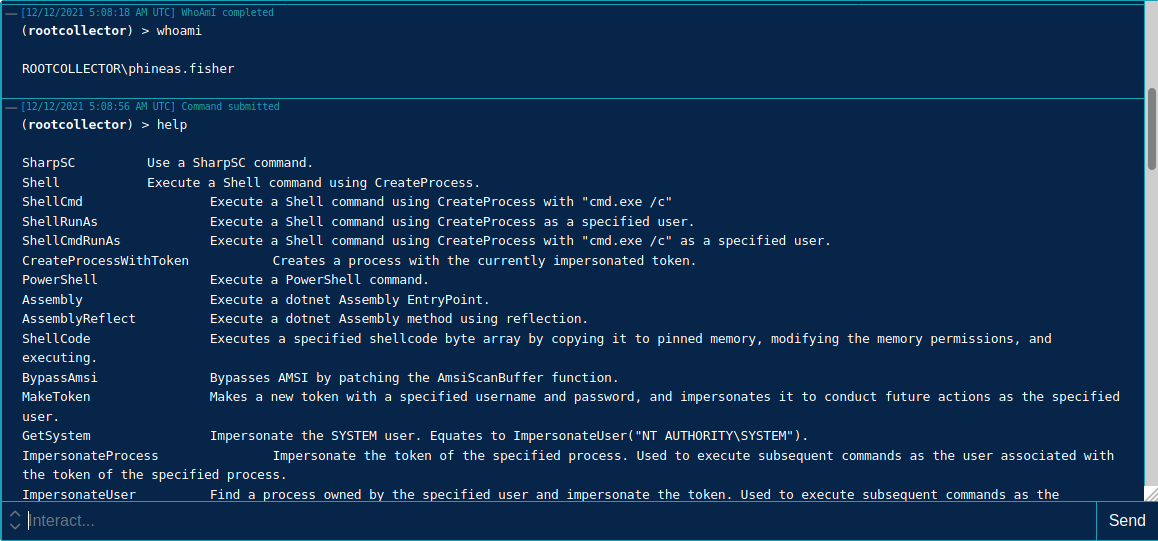 [12/12/2021 5:08:18 AM UTC] WhoAmI completed
(rootcollector) > whoami
ROOTCOLLECTOR\phineas.fisher
[12/12/2021 5:08:56 AM UTC] Command submitted
(rootcollector) > help
SharpSC Use a SharpSC command.
Shell Execute a Shell command using CreateProcess.
ShellCmd Execute a Shell command using CreateProcess with "cmd.exe /c"
ShellRunAs Execute a Shell command using CreateProcess as a specified user.
ShellCmdRunAs Execute a Shell command using CreateProcess with "cmd.exe /c" as a specified user.
CreateProcessWithToken Creates a process with the currently impersonated token.
PowerShell Execute a PowerShell command.
Assembly Execute a dotnet Assembly EntryPoint.
AssemblyReflect Execute a dotnet Assembly method using reflection.
ShellCode Executes a specified shellcode byte array by copying it to pinned memory, modifying the memory permissions, and
executing.
BypassAmsi Bypasses AMSI by patching the AmsiScanBuffer function.
MakeToken Makes a new token with a specified username and password, and impersonates it to conduct future actions as the specified
user.
GetSystem Impersonate the SYSTEM user. Equates to ImpersonateUser("NT AUTHORITY\SYSTEM").
ImpersonateProcess Impersonate the token of the specified process. Used to execute subsequent commands as the user associated with
the token of the specified process.
ImpersonateUser Find a process owned by the specified user and impersonate the token. Used to execute subsequent commands as the
Interact...
Send